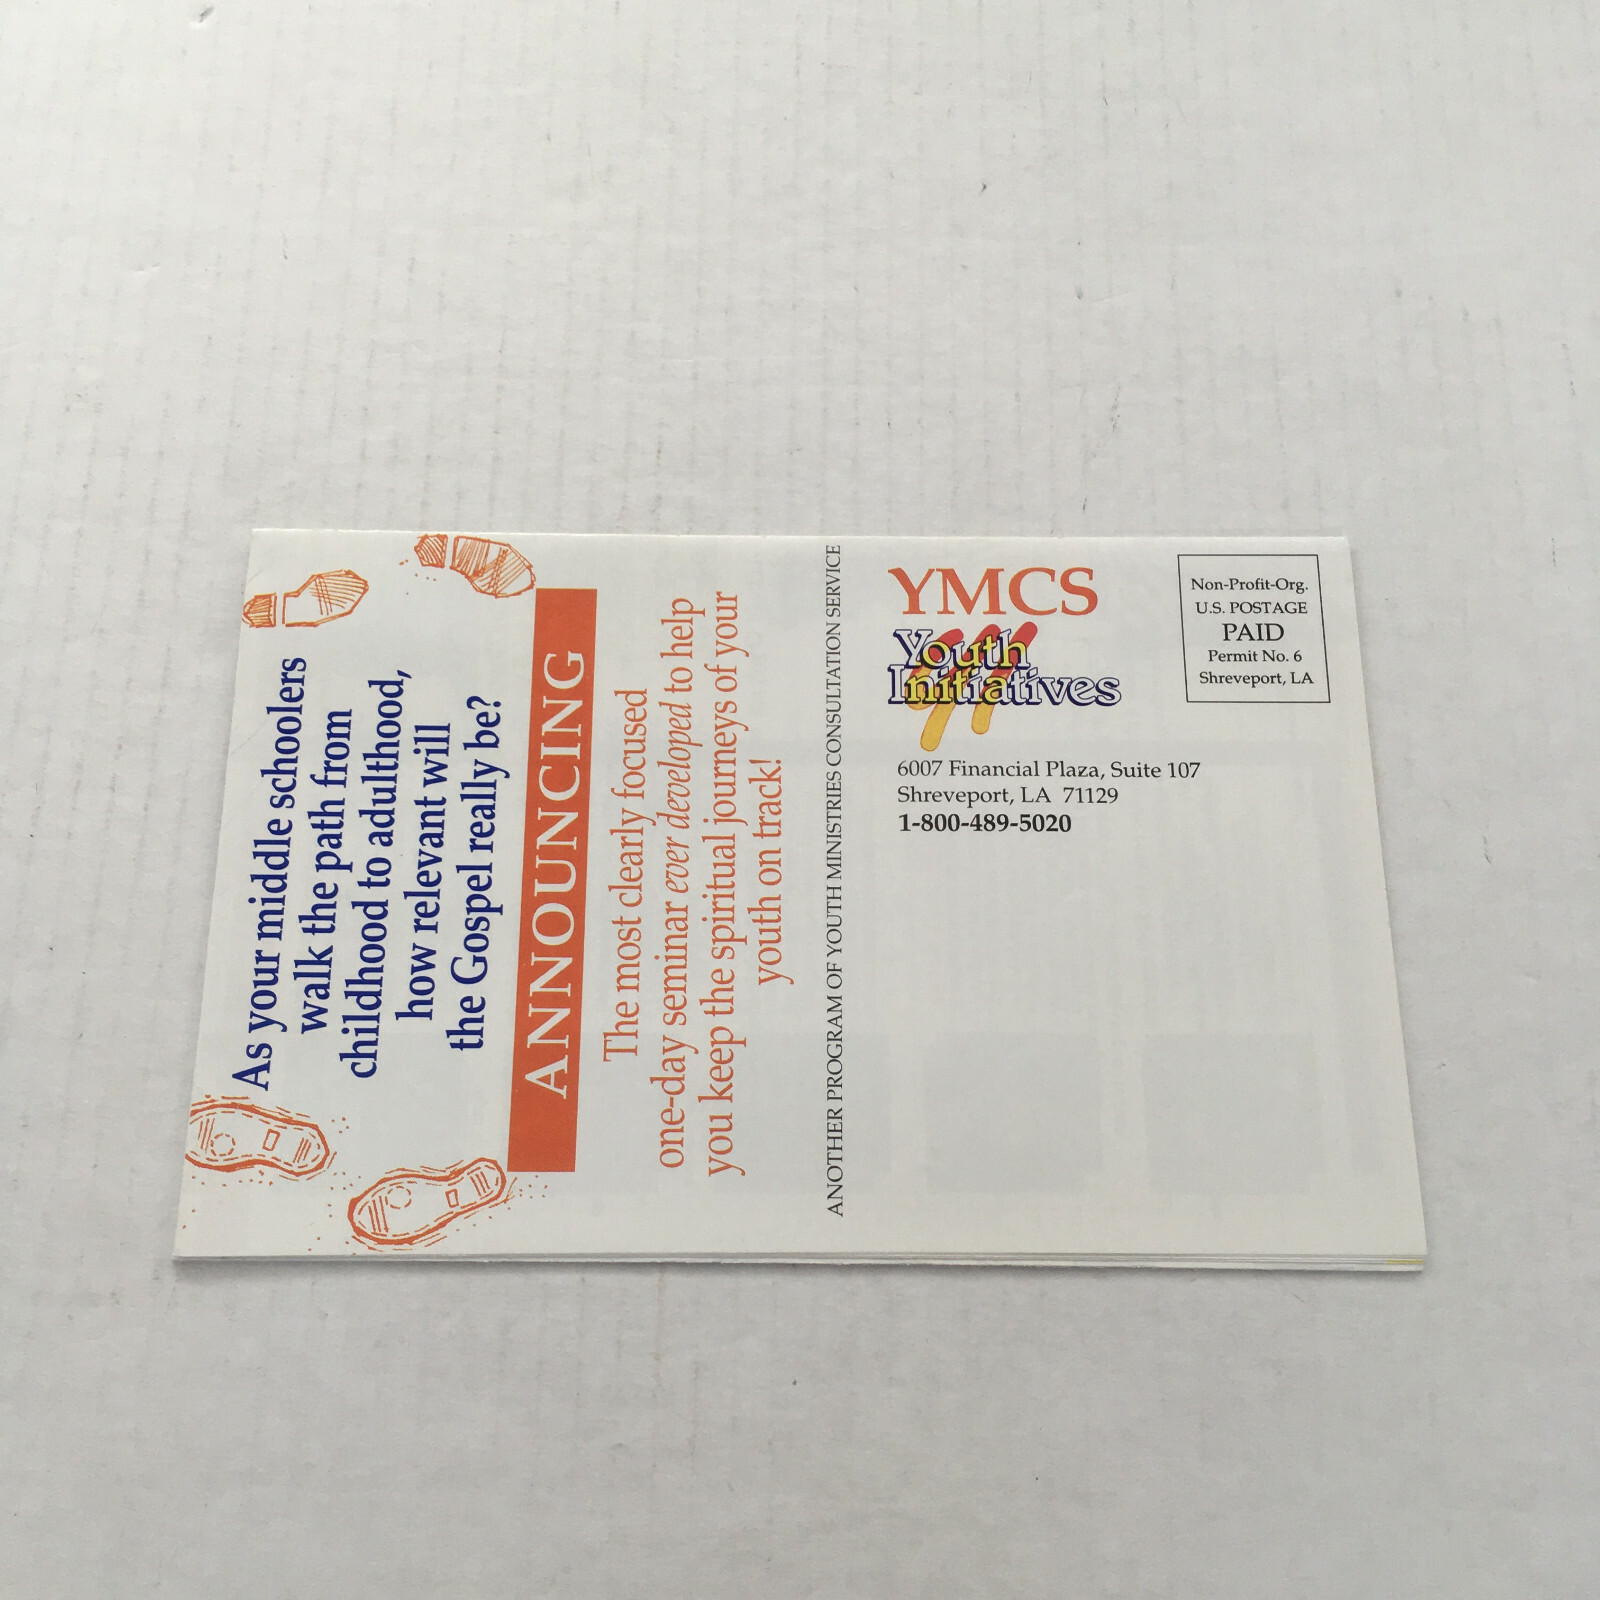 As your middle schoolers
walk the path from
childhood to adulthood,
how relevant will
the Gospel really be?
ANNOUNCING
The most clearly focused
one-day seminar ever developed to help
you keep the spiritual journeys of your
youth on track!
ANOTHER PROGRAM OF YOUTH MINISTRIES CONSULTATION SERVICE
YMCS
Youth
Initiatives
6007 Financial Plaza, Suite 107
Shreveport, LA 71129
1-800-489-5020
Non-Profit-Org.
U.S. POSTAGE
PAID
Permit No. 6
Shreveport, LA